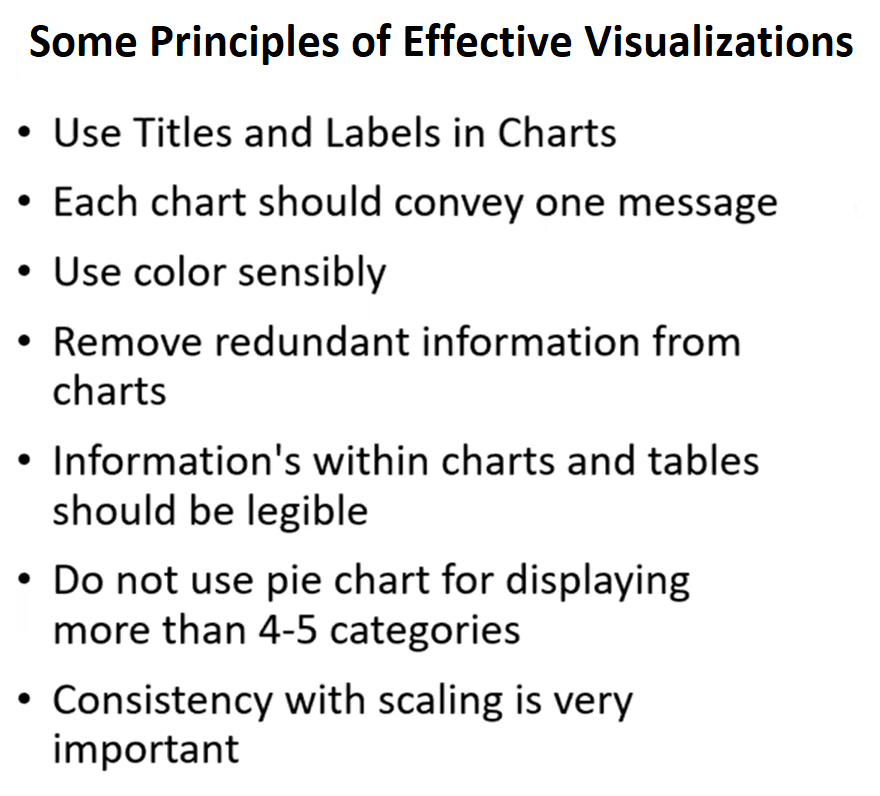 Some Principles of Effective Visualizations
• Use Titles and Labels in Charts
• Each chart should convey one message
• Use color sensibly
• Remove redundant information from
charts
• Information's within charts and tables
should be legible
• Do not use pie chart for displaying
more than 4-5 categories
• Consistency with scaling is very
important